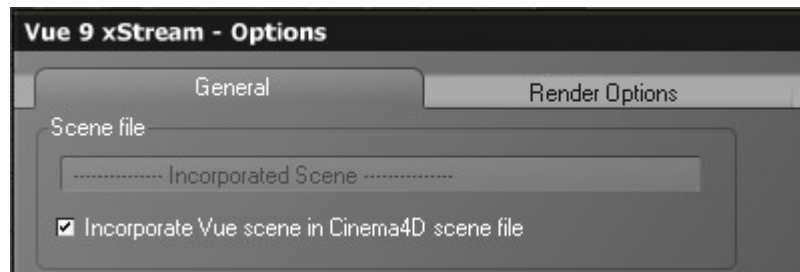 Vue 9 xStream - Options
General
Render Options
Scene file
--------------- Incorporated Scene ---------------
Incorporate Vue scene in Cinema4D scene file